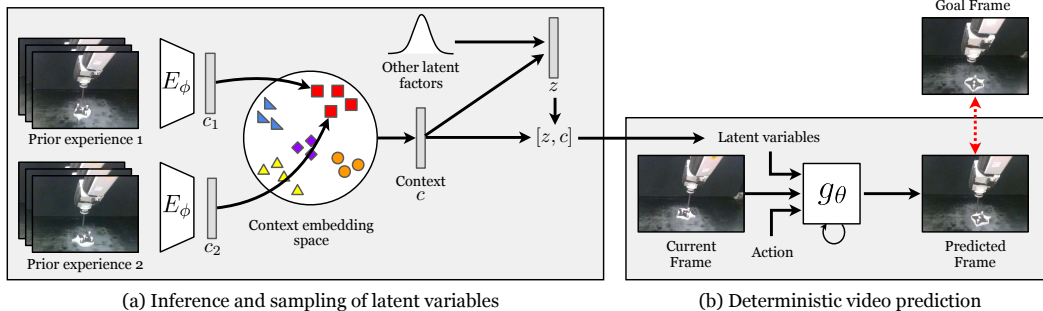 Goal Frame
Prior experience 1
E_ϕ
c_1
Prior experience 2
E_ϕ
c_2
Context embedding
space
Other latent
factors
z
[z, c]
Context
c
Latent variables
g_θ
Current
Frame
Action
Predicted
Frame
(a) Inference and sampling of latent variables
(b) Deterministic video prediction